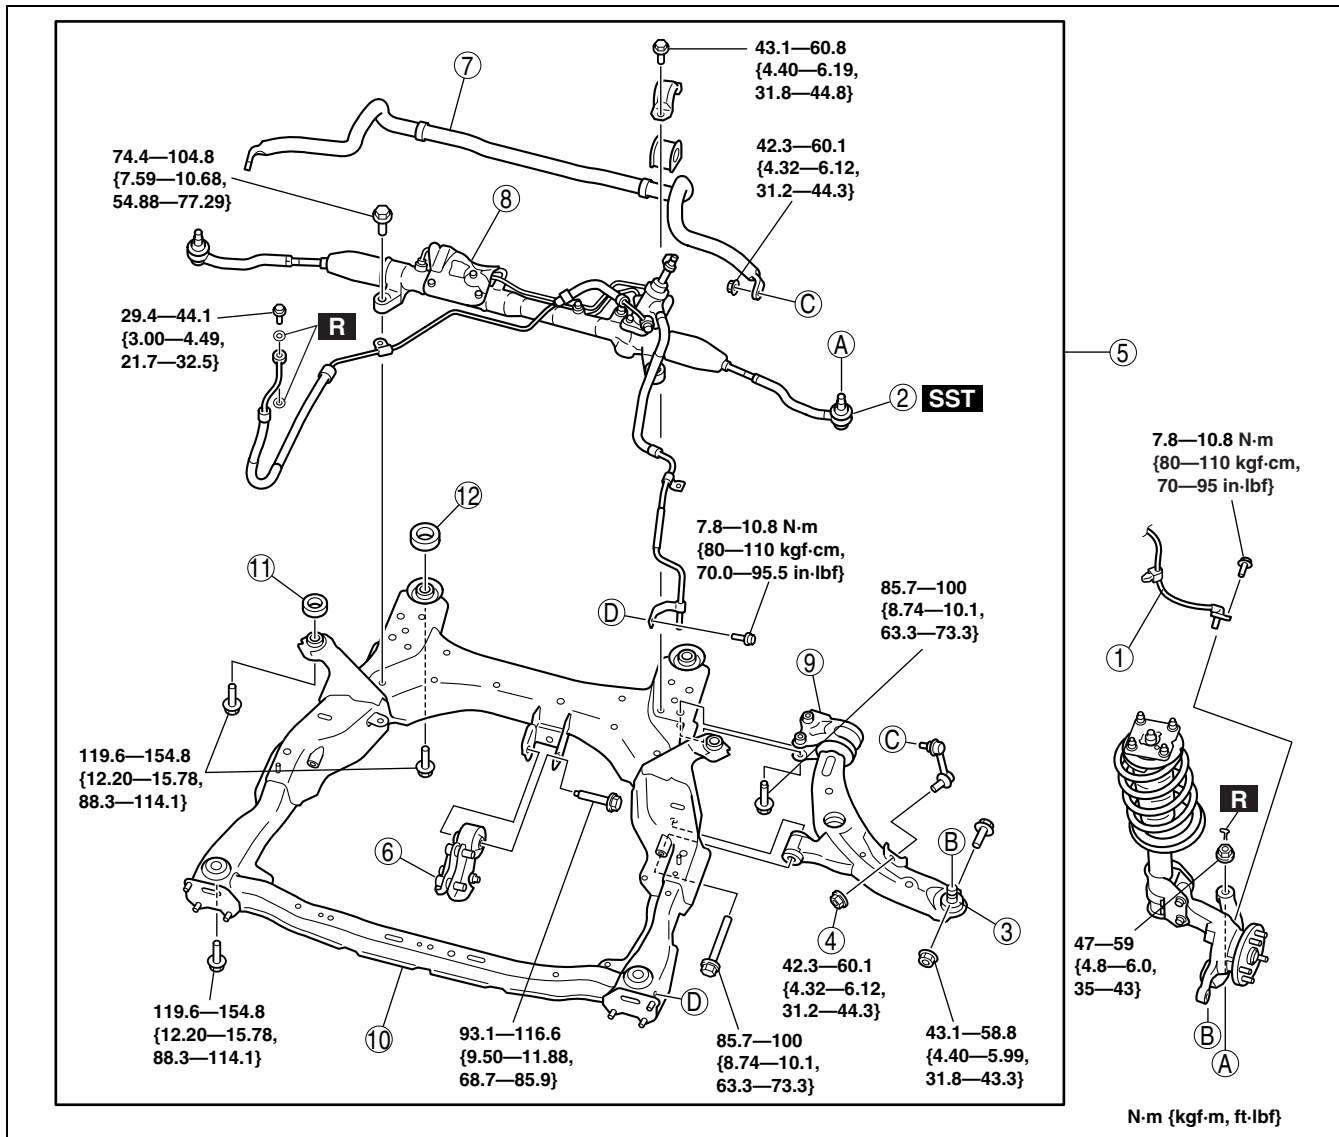 43.1—60.8
{4.40—6.19,
31.8—44.8}
7
42.3—60.1
{4.32—6.12,
31.2—44.3}
74.4—104.8
{7.59—10.68,
54.88—77.29}
8
C
29.4—44.1
{3.00—4.49,
21.7—32.5}
R
A
5
2
SST
7.8—10.8 N·m
{80—110 kgf·cm,
70—95 in·lbf}
12
7.8—10.8 N·m
{80—110 kgf·cm,
70.0—95.5 in·lbf}
11
85.7—100
{8.74—10.1,
63.3—73.3}
D
1
9
C
119.6—154.8
{12.20—15.78,
88.3—114.1}
R
6
B
4
3
42.3—60.1
{4.32—6.12,
31.2—44.3}
47—59
{4.8—6.0,
35—43}
D
119.6—154.8
{12.20—15.78,
88.3—114.1}
10
93.1—116.6
{9.50—11.88,
68.7—85.9}
85.7—100
{8.74—10.1,
63.3—73.3}
43.1—58.8
{4.40—5.99,
31.8—43.3}
B
A
N·m {kgf·m, ft·lbf}